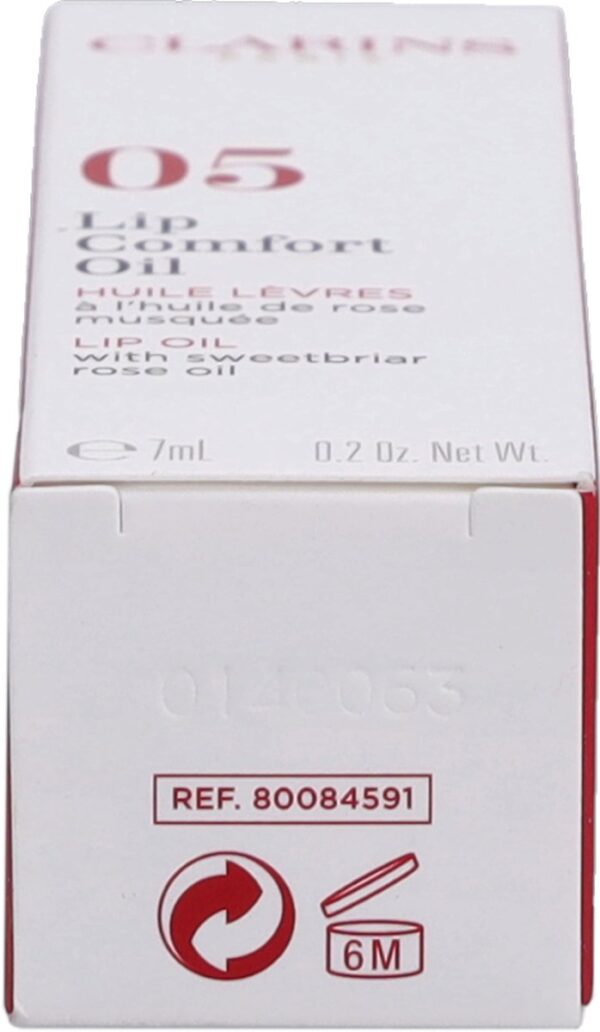 CLARINS
05
Lip
Comfort
Oil
HUILE LÈVRES
à l'huile de rose
musquée
LIP OIL
with sweetbriar
rose oil
℮ 7mL 0.2 Oz. Net Wt.
REF. 80084591
6M